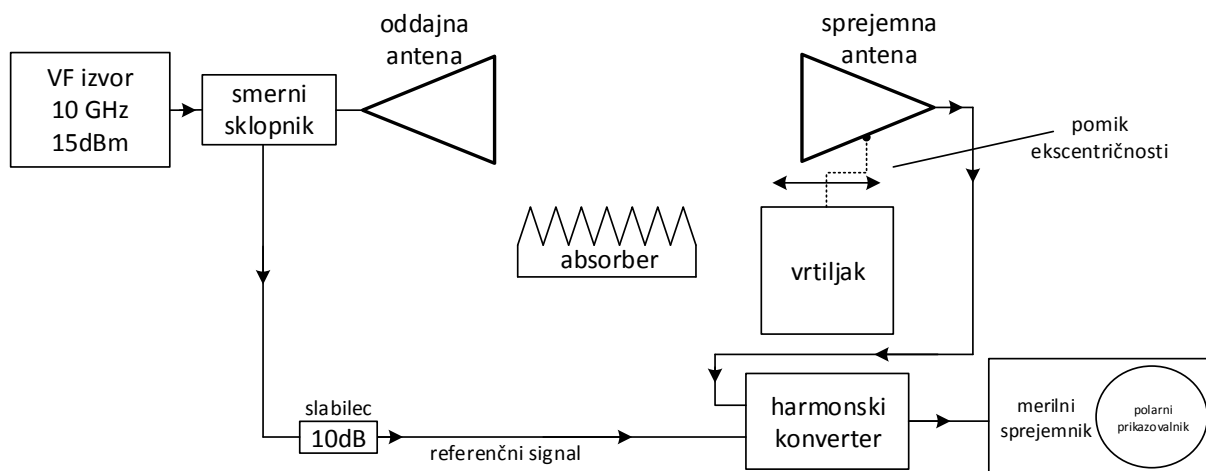 oddajna
antena
sprejemna
antena
VF izvor
10 GHz
15dBm
smerni
sklopnik
pomik
ekscentričnosti
absorber
vrtiljak
slabilec
10dB
referenčni signal
harmonski
konverter
merilni
sprejemnik
polarni
prikazovalnik